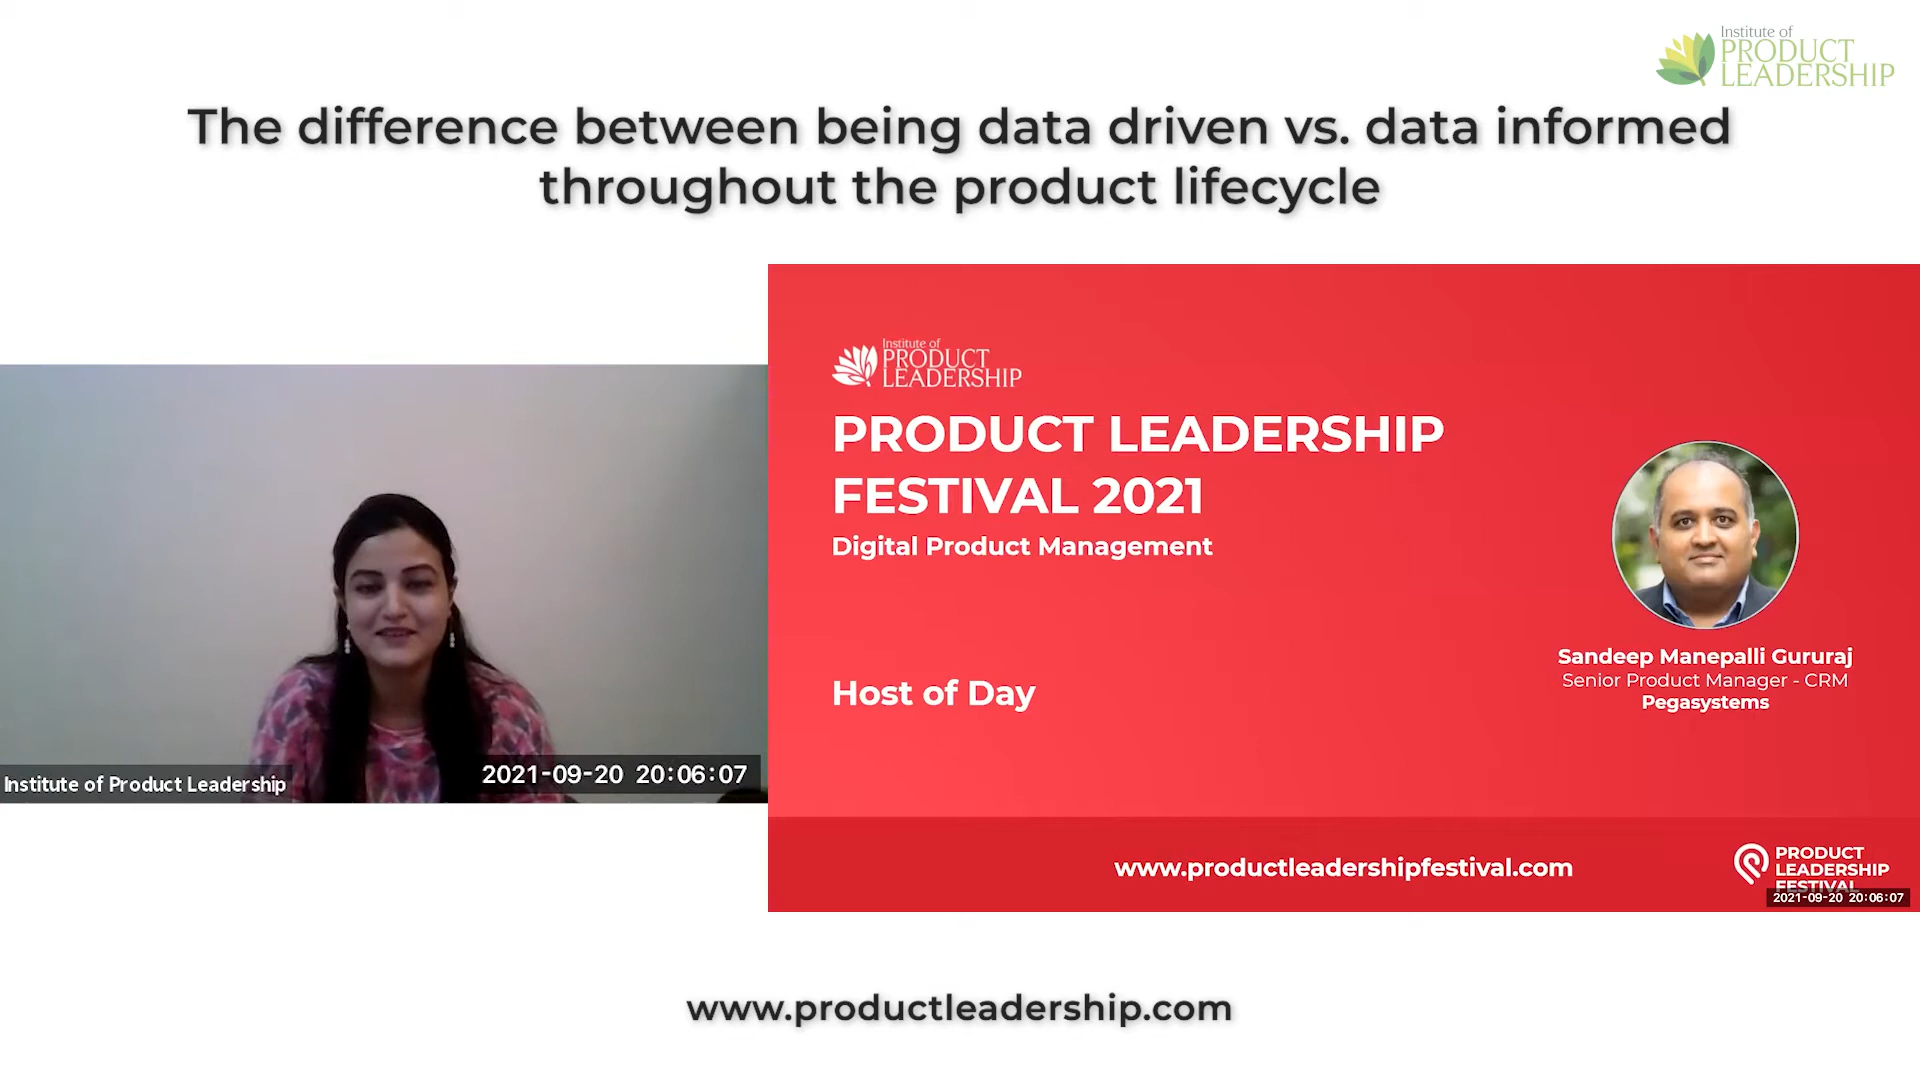 Institute of
PRODUCT
LEADERSHIP
The difference between being data driven vs. data informed
throughout the product lifecycle
Institute of
PRODUCT
LEADERSHIP
PRODUCT LEADERSHIP
FESTIVAL 2021
Digital Product Management
Sandeep Manepalli Gururaj
Senior Product Manager - CRM
Pegasystems
Host of Day
Institute of Product Leadership
2021-09-20 20:06:07
www.productleadershipfestival.com
PRODUCT
LEADERSHIP
FESTIVAL
2021-09-20 20:06:07
www.productleadership.com